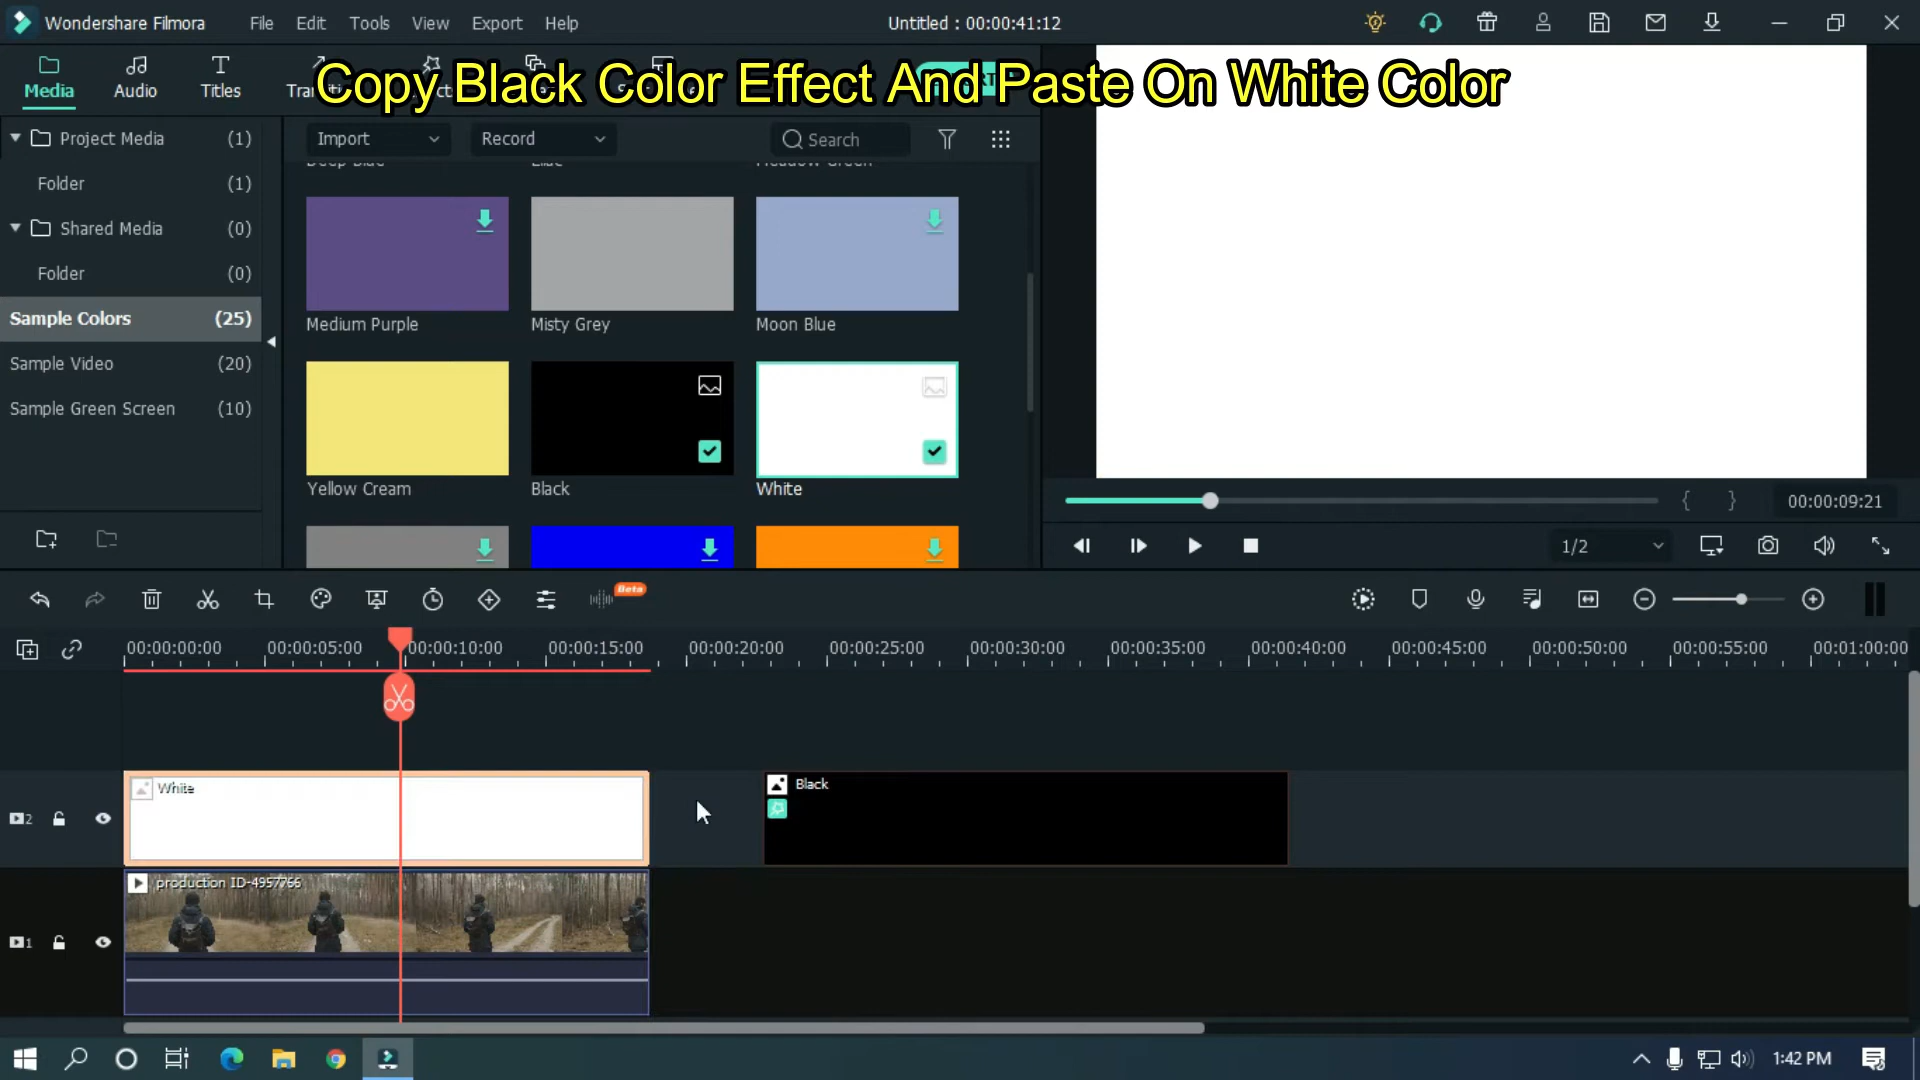 Wondershare Filmora File Edit Tools View Export Help Untitled : 00:00:41:12
Copy Black Color Effect And Paste On White Color
Media Audio Titles
Project Media (1) Import Record Search
Folder (1)
Shared Media (0)
Folder (0)
Sample Colors (25)
Medium Purple Misty Grey Moon Blue
Sample Video (20)
Sample Green Screen (10)
Yellow Cream Black White
00:00:09:21
1/2
Beta
00:00:00:00 00:00:05:00 00:00:10:00 00:00:15:00 00:00:20:00 00:00:25:00 00:00:30:00 00:00:35:00 00:00:40:00 00:00:45:00 00:00:50:00 00:00:55:00 00:01:00:00
White Black
2
production ID-4957766
1
1:42 PM